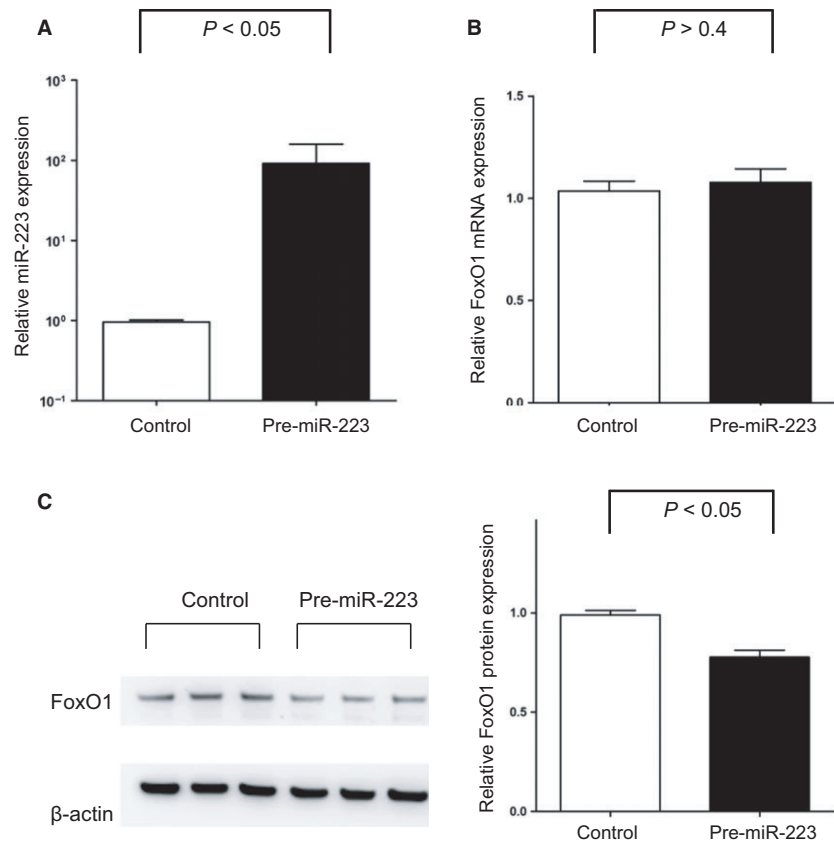 A
P < 0.05
Relative miR-223 expression
10³
10²
10¹
10⁰
10⁻¹
Control
Pre-miR-223
B
P > 0.4
Relative FoxO1 mRNA expression
1.5
1.0
0.5
0.0
Control
Pre-miR-223
C
Control
Pre-miR-223
FoxO1
β-actin
P < 0.05
Relative FoxO1 protein expression
1.0
0.5
0.0
Control
Pre-miR-223